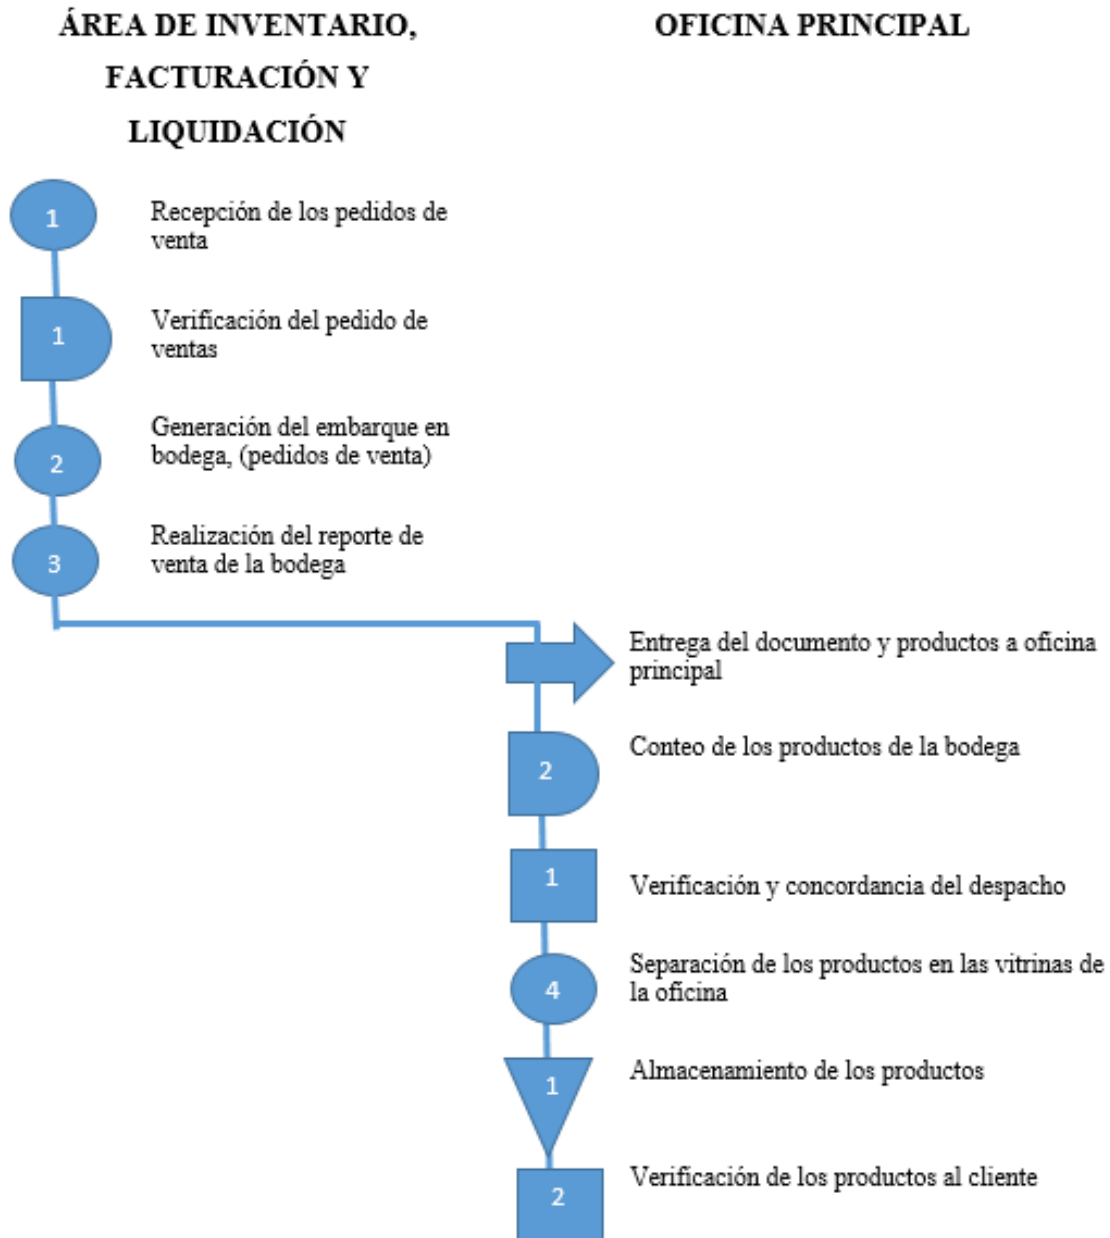 ÁREA DE INVENTARIO,
FACTURACIÓN Y
LIQUIDACIÓN
OFICINA PRINCIPAL
1
Recepción de los pedidos de
venta
1
Verificación del pedido de
ventas
2
Generación del embarque en
bodega, (pedidos de venta)
3
Realización del reporte de
venta de la bodega
Entrega del documento y productos a oficina
principal
2
Conteo de los productos de la bodega
1
Verificación y concordancia del despacho
4
Separación de los productos en las vitrinas de
la oficina
1
Almacenamiento de los productos
2
Verificación de los productos al cliente